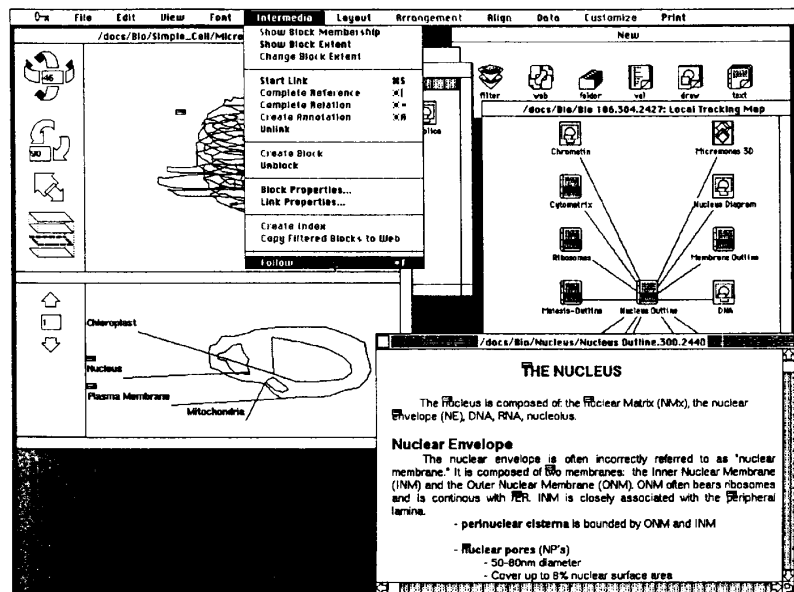 File Edit View Font Intermedia Layout Arrangement Align Data Customize Print
/docs/Bio/Simple_Cell/Micro
Show Block Membership
Show Block Extent
Change Block Extent
Start Link ⌘S
Complete Reference
Complete Relation
Create Annotation
Unlink
Create Block
Unblock
Block Properties...
Link Properties...
Create Index
Copy Filtered Blocks to Web
Follow
46
90
New
filter web folder val draw text
/docs/Bio/Bio 106.304.2427: Local Tracking Map
Chromatin
Micromones 3D
Cytomatrix
Nucleus Diagram
Ribosomes
Membrane Outline
Meiosis-Outline
Nucleus Outline
DNA
1
Chloroplast
Nucleus
Plasma Membrane
Mitochondria
/docs/Bio/Nucleus/Nucleus Outline.300.2440
THE NUCLEUS
The nucleus is composed of: the Nuclear Matrix (NMx), the nuclear
envelope (NE), DNA, RNA, nucleolus.
Nuclear Envelope
The nuclear envelope is often incorrectly referred to as "nuclear
membrane." It is composed of two membranes: the Inner Nuclear Membrane
(INM) and the Outer Nuclear Membrane (ONM). ONM often bears ribosomes
and is continous with RER. INM is closely associated with the peripheral
lamina.
- perinuclear cisterna is bounded by ONM and INM
- Nuclear pores (NP's)
- 50-80nm diameter
- Cover up to 8% nuclear surface area